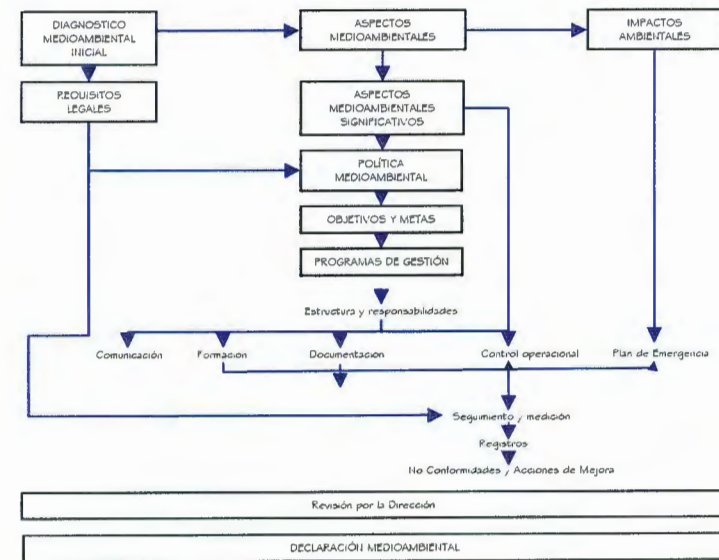 DIAGNOSTICO
MEDIOAMBIENTAL
INICIAL
ASPECTOS
MEDIOAMBIENTALES
IMPACTOS
AMBIENTALES
REQUISITOS
LEGALES
ASPECTOS
MEDIOAMBIENTALES
SIGNIFICATIVOS
POLÍTICA
MEDIOAMBIENTAL
OBJETIVOS Y METAS
PROGRAMAS DE GESTIÓN
Estructura y responsabilidades
Comunicación
Formacion
Documentacion
Control operacional
Plan de Emergencia
Seguimiento y medición
Registros
No Conformidades y Acciones de Mejora
Revisión por la Dirección
DECLARACIÓN MEDIOAMBIENTAL